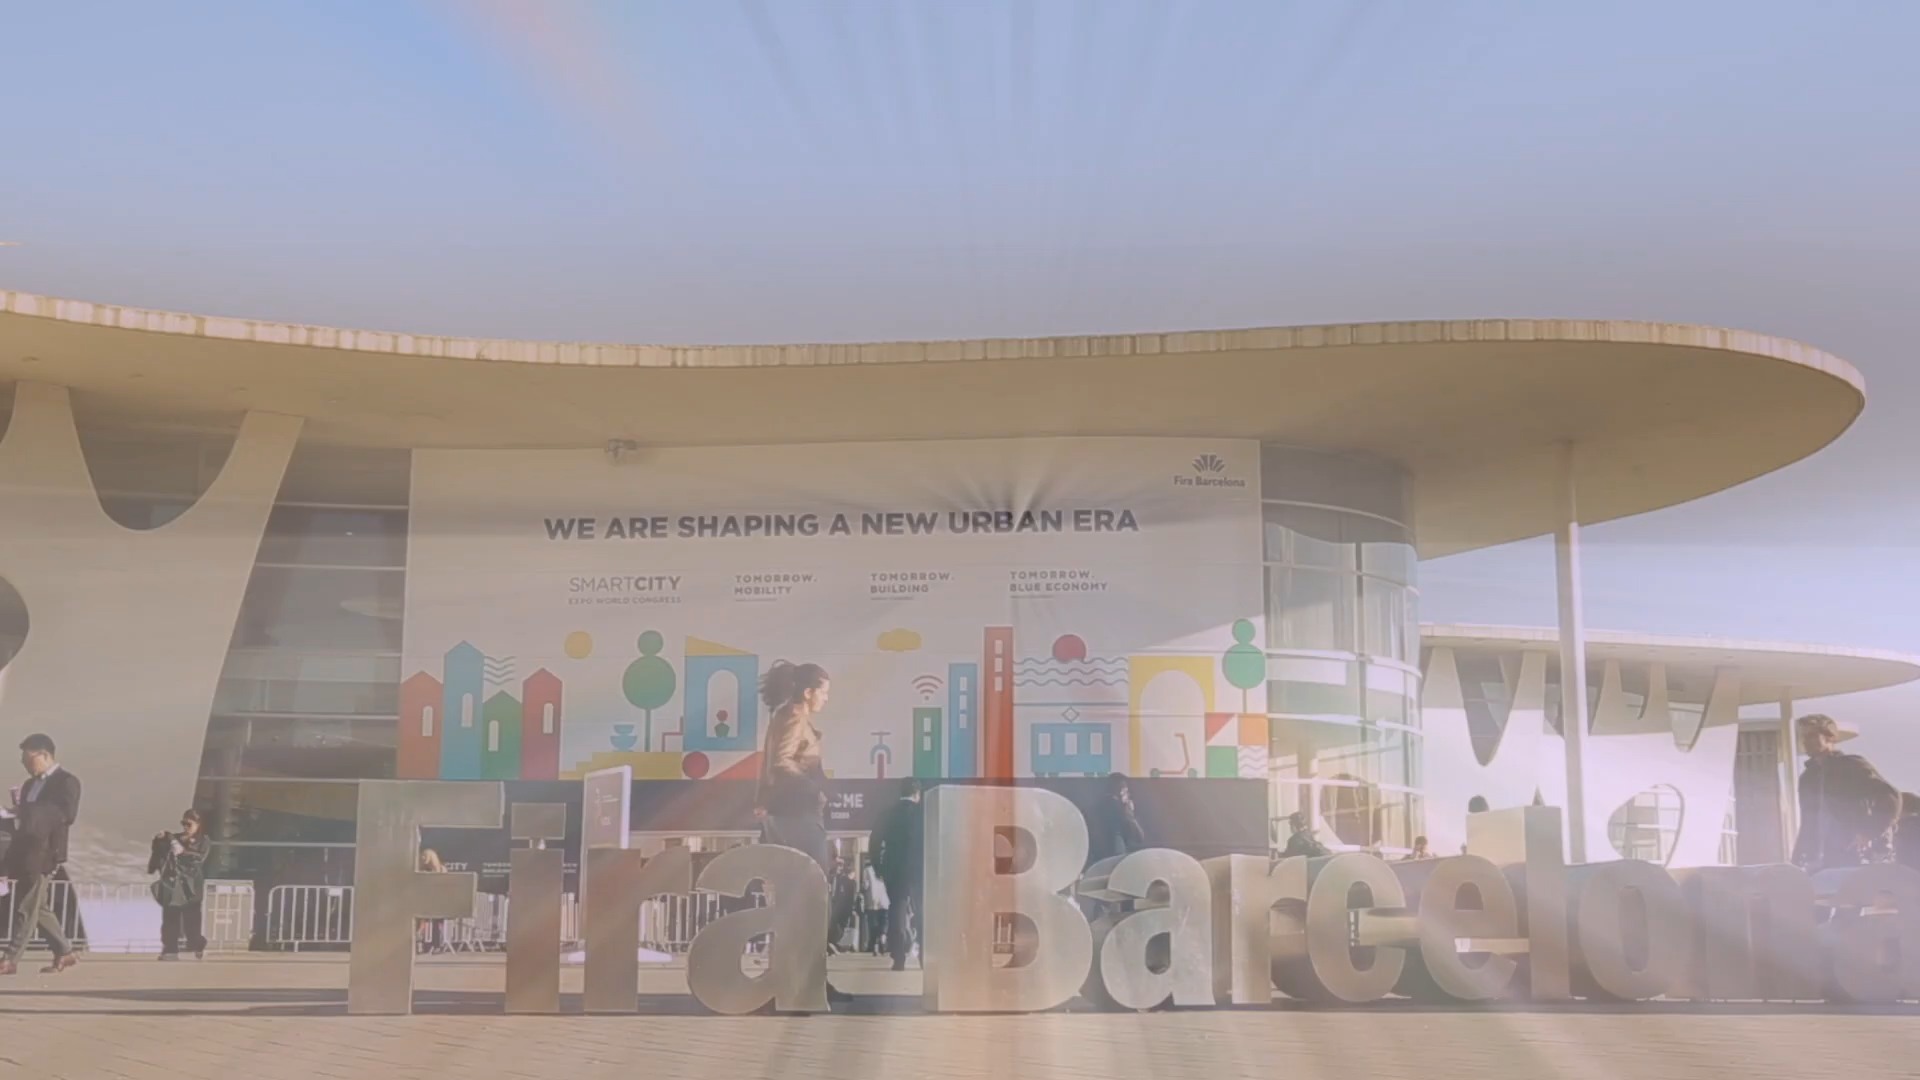 Fira Barcelona
WE ARE SHAPING A NEW URBAN ERA
SMARTCITY
EXPO WORLD CONGRESS
TOMORROW.
MOBILITY
TOMORROW.
BUILDING
TOMORROW.
BLUE ECONOMY
CITY
Fira Barcelona